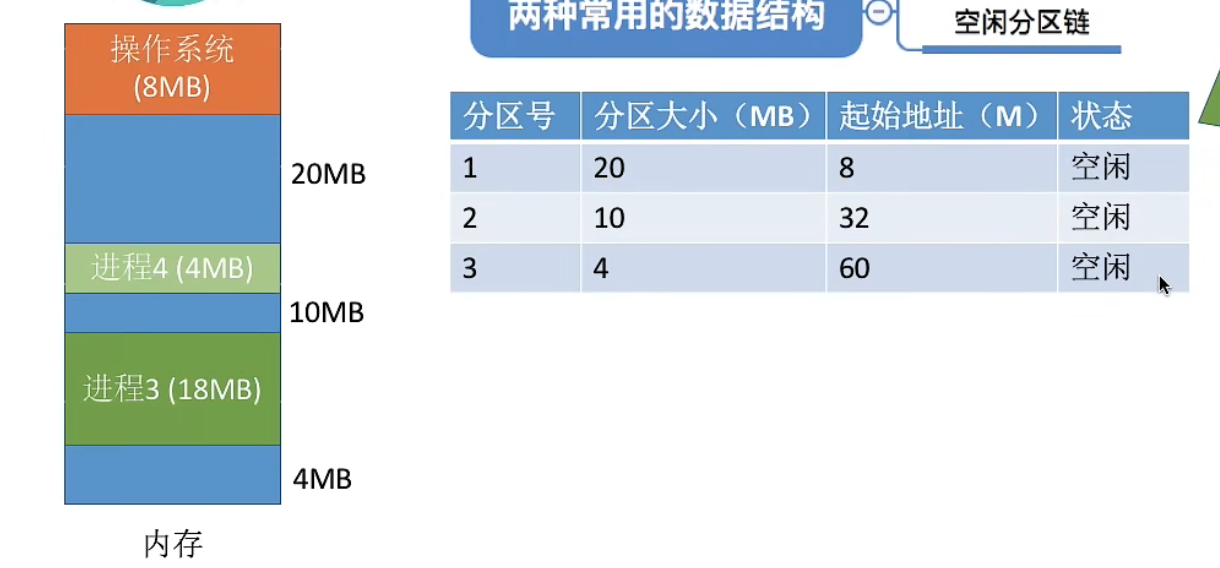 两种常用的数据结构
空闲分区链
操作系统
(8MB)
20MB
进程4 (4MB)
10MB
进程3 (18MB)
4MB
内存
分区号 分区大小（MB） 起始地址（M） 状态
1 20 8 空闲
2 10 32 空闲
3 4 60 空闲